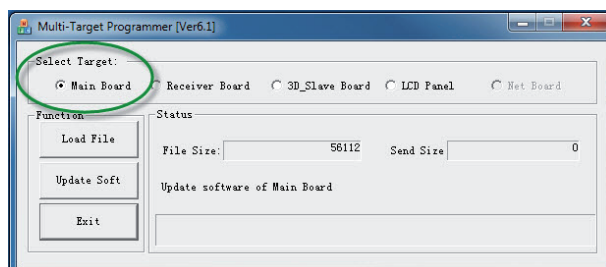 Multi-Target Programmer [Ver6.1]
Select Target:
Main Board Receiver Board 3D_Slave Board LCD Panel Net Board
Function Status
Load File
File Size: 56112 Send Size 0
Update Soft
Update software of Main Board
Exit